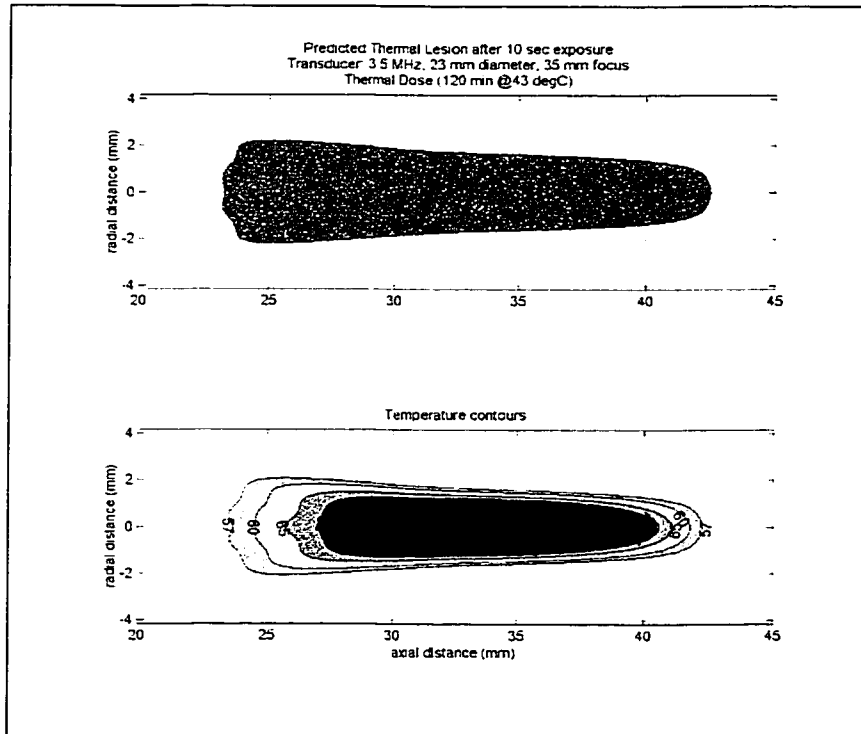 Predicted Thermal Lesion after 10 sec exposure
Transducer 3.5 MHz, 23 mm diameter, 35 mm focus
Thermal Dose (120 min @43 degC)
4
2
0
-2
-4
radial distance (mm)
20 25 30 35 40 45
Temperature contours
4
2
0
-2
-4
radial distance (mm)
57 60 65 65 60 57
20 25 30 35 40 45
axial distance (mm)